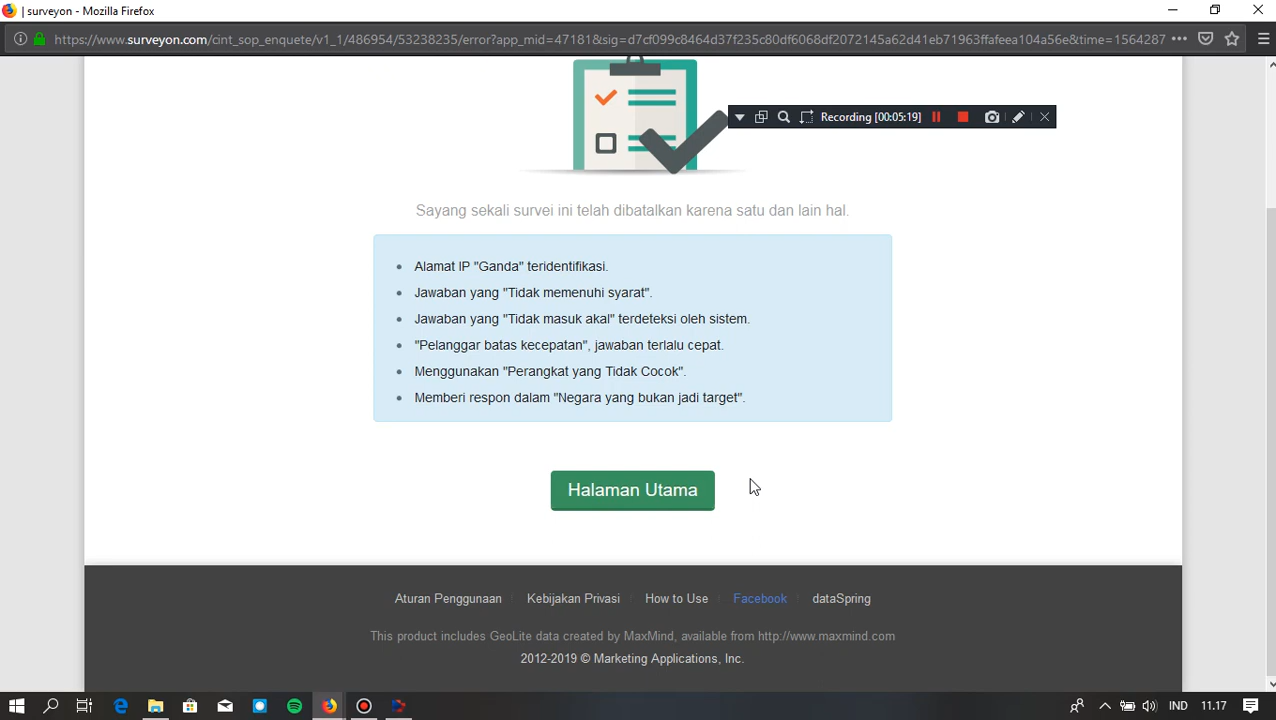 | surveyon - Mozilla Firefox
https://www.surveyon.com/cint_sop_enquete/v1_1/486954/53238235/error?app_mid=47181&sig=d7cf099c8464d37f235c80df6068df2072145a62d41eb71963ffafeea104a56e&time=1564287
Recording [00:05:19]
Sayang sekali survei ini telah dibatalkan karena satu dan lain hal.
• Alamat IP "Ganda" teridentifikasi.
• Jawaban yang "Tidak memenuhi syarat".
• Jawaban yang "Tidak masuk akal" terdeteksi oleh sistem.
• "Pelanggar batas kecepatan", jawaban terlalu cepat.
• Menggunakan "Perangkat yang Tidak Cocok".
• Memberi respon dalam "Negara yang bukan jadi target".
Halaman Utama
Aturan Penggunaan Kebijakan Privasi How to Use Facebook dataSpring
This product includes GeoLite data created by MaxMind, available from http://www.maxmind.com
2012-2019 © Marketing Applications, Inc.
IND 11.17